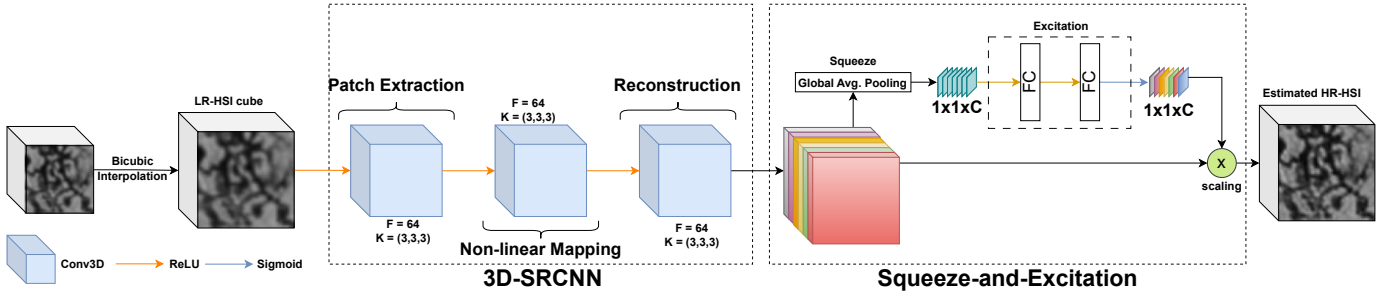 Bicubic
Interpolation
LR-HSI cube
Patch Extraction
F = 64
K = (3,3,3)
F = 64
K = (3,3,3)
Non-linear Mapping
Reconstruction
F = 64
K = (3,3,3)
3D-SRCNN
Squeeze
Global Avg. Pooling
1x1xC
Excitation
FC
FC
1x1xC
X
scaling
Squeeze-and-Excitation
Estimated HR-HSI
Conv3D
ReLU
Sigmoid